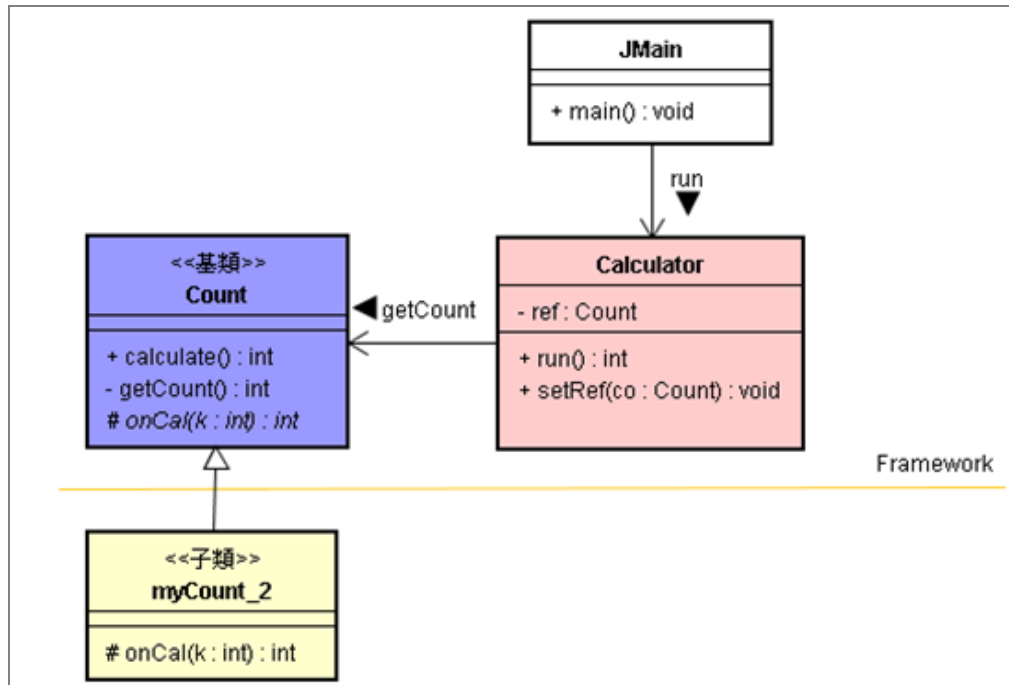 JMain
+ main() : void
run
<<基類>>
Count
+ calculate() : int
- getCount() : int
# onCal(k : int) : int
getCount
Calculator
- ref : Count
+ run() : int
+ setRef(co : Count) : void
Framework
<<子類>>
myCount_2
# onCal(k : int) : int